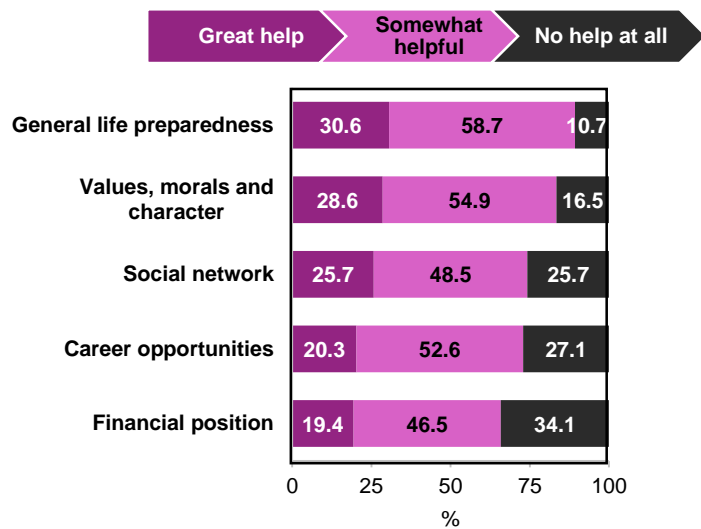 Great help
Somewhat
helpful
No help at all
General life preparedness
30.6
58.7
10.7
Values, morals and
character
28.6
54.9
16.5
Social network
25.7
48.5
25.7
Career opportunities
20.3
52.6
27.1
Financial position
19.4
46.5
34.1
0
25
50
75
100
%